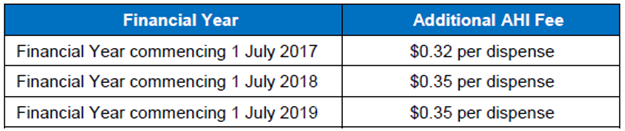 Financial Year Additional AHI Fee
Financial Year commencing 1 July 2017 $0.32 per dispense
Financial Year commencing 1 July 2018 $0.35 per dispense
Financial Year commencing 1 July 2019 $0.35 per dispense